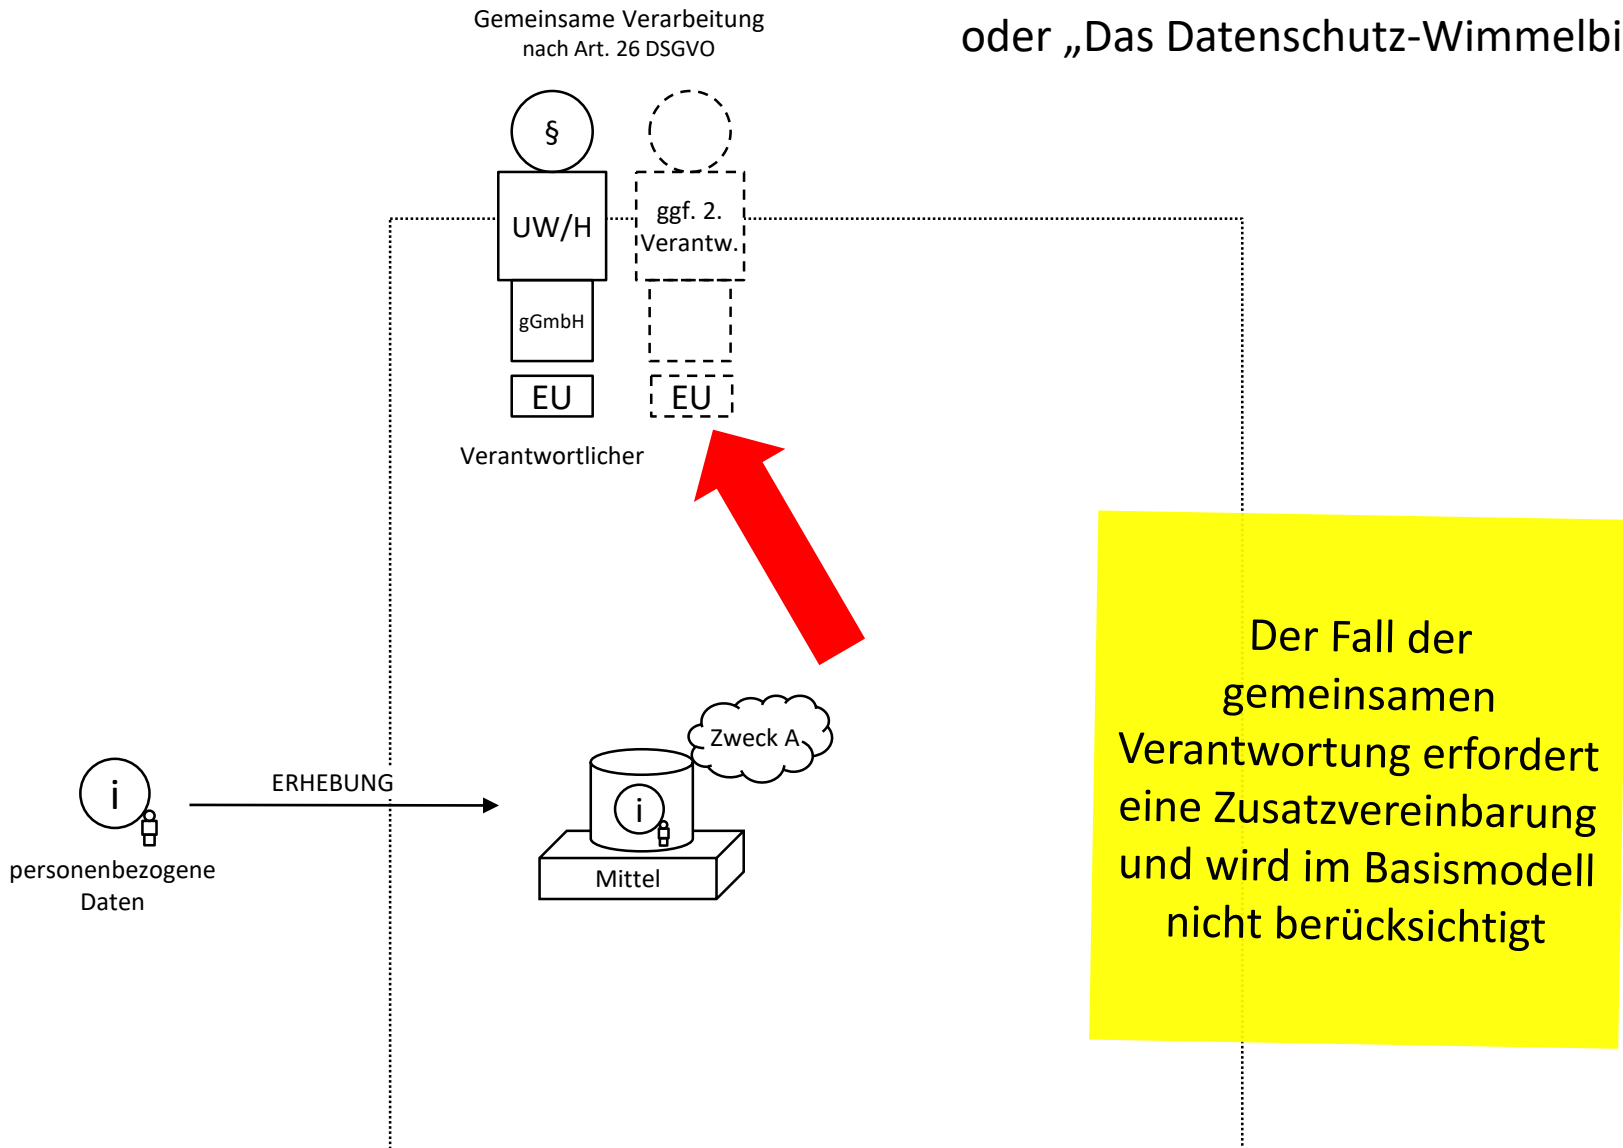 Gemeinsame Verarbeitung
nach Art. 26 DSGVO
oder „Das Datenschutz-Wimmelbi
§
UW/H
ggf. 2.
Verantw.
gGmbH
EU
EU
Verantwortlicher
Zweck A
i
ERHEBUNG
i
Mittel
personenbezogene
Daten
Der Fall der
gemeinsamen
Verantwortung erfordert
eine Zusatzvereinbarung
und wird im Basismodell
nicht berücksichtigt